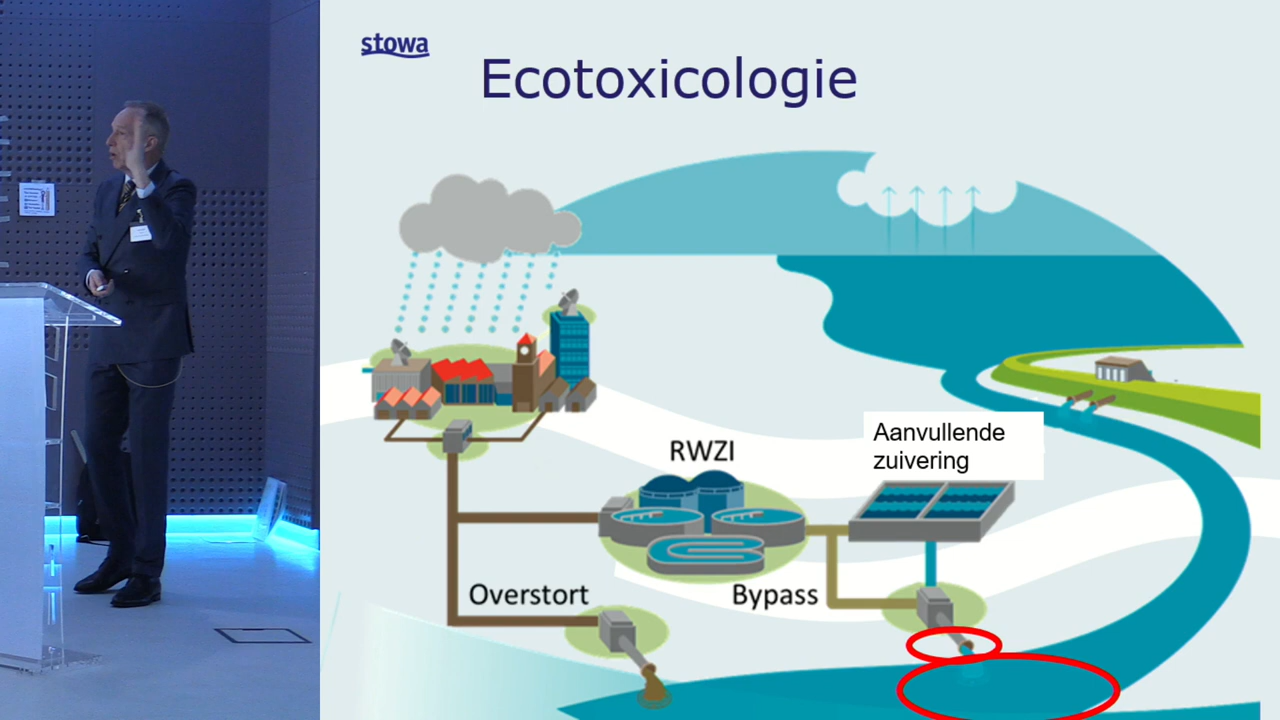 stowa
Ecotoxicologie
Aanvullende
zuivering
RWZI
Overstort
Bypass